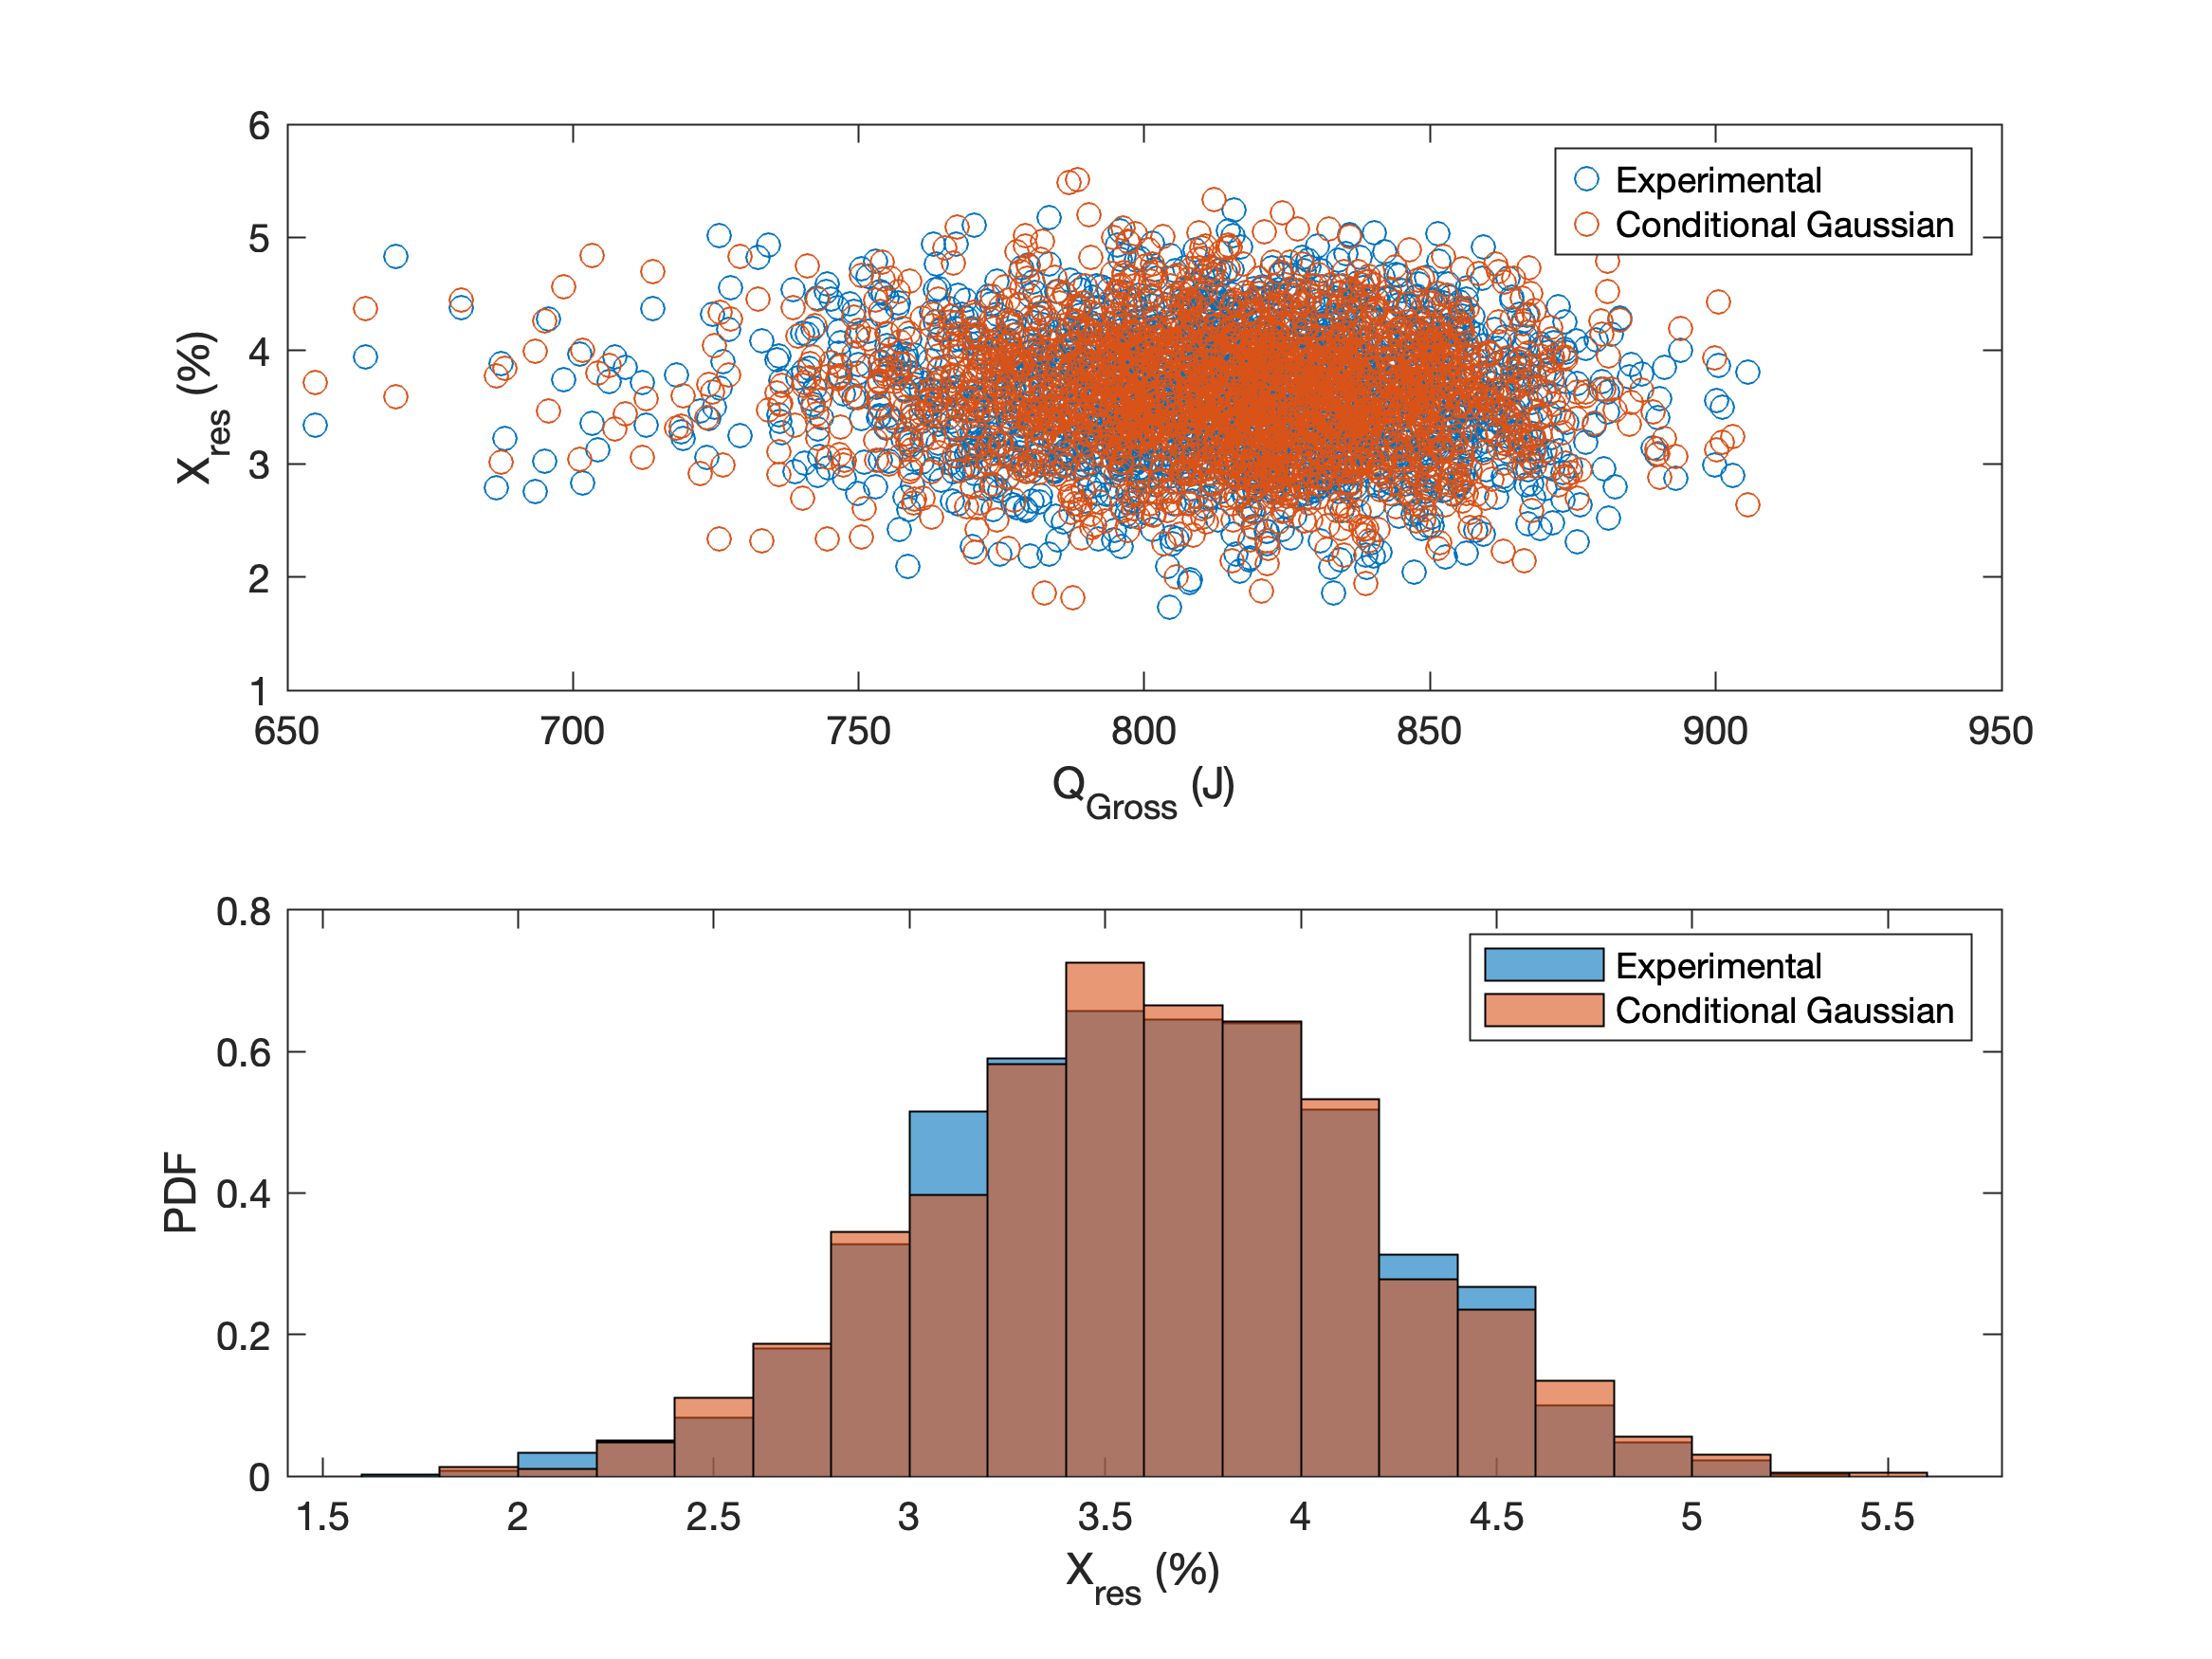 6
5
4
3
2
1
X_res (%)
Experimental
Conditional Gaussian
650 700 750 800 850 900 950
Q_Gross (J)
0.8
0.6
0.4
0.2
0
PDF
Experimental
Conditional Gaussian
1.5 2 2.5 3 3.5 4 4.5 5 5.5
X_res (%)